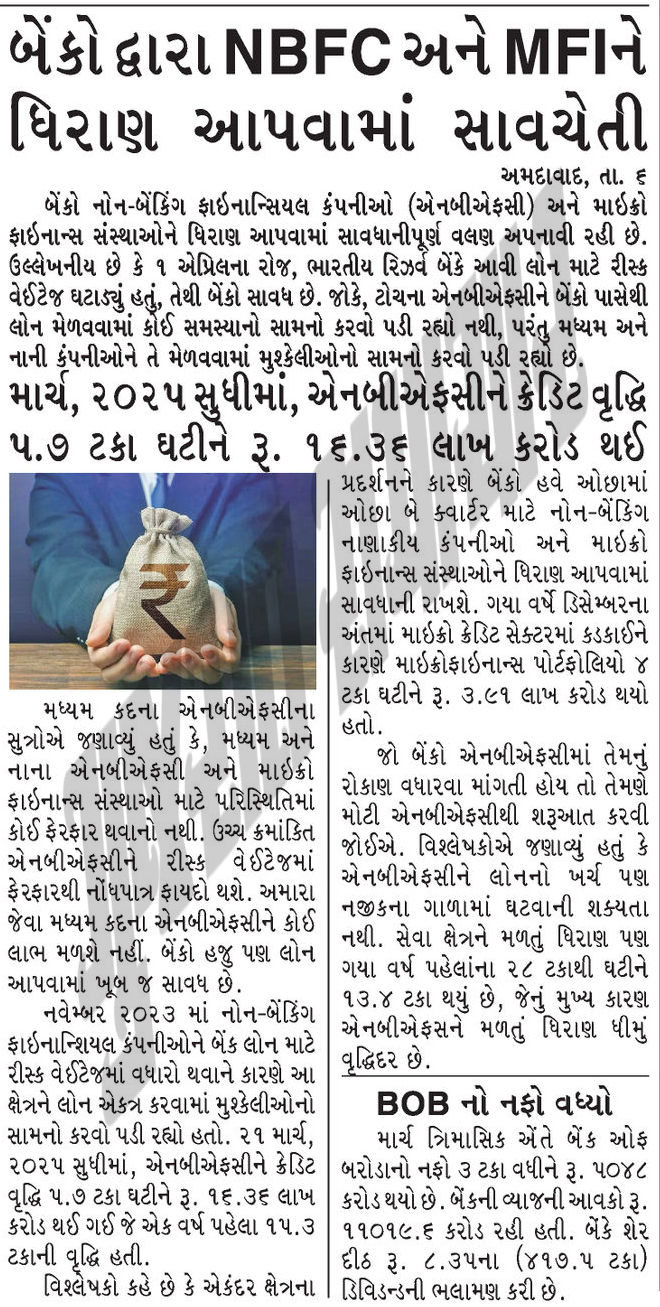 બેંકો દ્વારા NBFC અને MFIને
ધિરાણ આપવામાં સાવચેતી
અમદાવાદ, તા. ૬
બેંકો નોન-બેંકિંગ ફાઇનાન્સિયલ કંપનીઓ (એનબીએફસી) અને માઇક્રો
ફાઇનાન્સ સંસ્થાઓને ધિરાણ આપવામાં સાવધાનીપૂર્ણ વલણ અપનાવી રહી છે.
ઉલ્લેખનીય છે કે ૧ એપ્રિલના રોજ, ભારતીય રિઝર્વ બેંકે આવી લોન માટે રીસ્ક
વેઈટેજ ઘટાડ્યું હતું, તેથી બેંકો સાવધ છે. જોકે, ટોચના એનબીએફસીને બેંકો પાસેથી
લોન મેળવવામાં કોઈ સમસ્યાનો સામનો કરવો પડી રહ્યો નથી, પરંતુ મધ્યમ અને
નાની કંપનીઓને તે મેળવવામાં મુશ્કેલીઓનો સામનો કરવો પડી રહ્યો છે.
માર્ચ, ૨૦૨૫ સુધીમાં, એનબીએફસીને ક્રેડિટ વૃદ્ધિ
૫.૭ ટકા ઘટીને રૂ. ૧૬.૩૬ લાખ કરોડ થઈ
મધ્યમ કદના એનબીએફસીના
સુત્રોએ જણાવ્યું હતું કે, મધ્યમ અને
નાના એનબીએફસી અને માઇક્રો
ફાઇનાન્સ સંસ્થાઓ માટે પરિસ્થિતિમાં
કોઈ ફેરફાર થવાનો નથી. ઉચ્ચ ક્રમાંકિત
એનબીએફસીને રીસ્ક વેઈટેજમાં
ફેરફારથી નોંધપાત્ર ફાયદો થશે. અમારા
જેવા મધ્યમ કદના એનબીએફસીને કોઈ
લાભ મળશે નહીં. બેંકો હજુ પણ લોન
આપવામાં ખૂબ જ સાવધ છે.
નવેમ્બર ૨૦૨૩ માં નોન-બેંકિંગ
ફાઇનાન્શિયલ કંપનીઓને બેંક લોન માટે
રીસ્ક વેઈટેજમાં વધારો થવાને કારણે આ
ક્ષેત્રને લોન એકત્ર કરવામાં મુશ્કેલીઓનો
સામનો કરવો પડી રહ્યો હતો. ૨૧ માર્ચ,
૨૦૨૫ સુધીમાં, એનબીએફસીને ક્રેડિટ
વૃદ્ધિ ૫.૭ ટકા ઘટીને રૂ. ૧૬.૩૬ લાખ
કરોડ થઈ ગઈ જે એક વર્ષ પહેલા ૧૫.૩
ટકાની વૃદ્ધિ હતી.
વિશ્લેષકો કહે છે કે એકંદર ક્ષેત્રના
પ્રદર્શનને કારણે બેંકો હવે ઓછામાં
ઓછા બે ક્વાર્ટર માટે નોન-બેંકિંગ
નાણાકીય કંપનીઓ અને માઇક્રો
ફાઇનાન્સ સંસ્થાઓને ધિરાણ આપવામાં
સાવધાની રાખશે. ગયા વર્ષે ડિસેમ્બરના
અંતમાં માઇક્રો ક્રેડિટ સેક્ટરમાં કડકાઈને
કારણે માઇક્રોફાઇનાન્સ પોર્ટફોલિયો ૪
ટકા ઘટીને રૂ. ૩.૯૧ લાખ કરોડ થયો
હતો.
જો બેંકો એનબીએફસીમાં તેમનું
રોકાણ વધારવા માંગતી હોય તો તેમણે
મોટી એનબીએફસીથી શરૂઆત કરવી
જોઈએ. વિશ્લેષકોએ જણાવ્યું હતું કે
એનબીએફસીને લોનનો ખર્ચ પણ
નજીકના ગાળામાં ઘટવાની શક્યતા
નથી. સેવા ક્ષેત્રને મળતું ધિરાણ પણ
ગયા વર્ષ પહેલાંના ૨૮ ટકાથી ઘટીને
૧૩.૪ ટકા થયું છે, જેનું મુખ્ય કારણ
એનબીએફસને મળતું ધિરાણ ધીમું
વૃદ્ધિદર છે.
BOB નો નફો વધ્યો
માર્ચ ત્રિમાસિક એંતે બેંક ઓફ
બરોડાનો નફો ૩ ટકા વધીને રૂ. ૫૦૪૮
કરોડ થયો છે. બેંકની વ્યાજની આવકો રૂ.
૧૧૦૧૯.૬ કરોડ રહી હતી. બેંકે શેર
દીઠ રૂ. ૮.૩૫ના (૪૧૭.૫ ટકા)
ડિવિડન્ડની ભલામણ કરી છે.